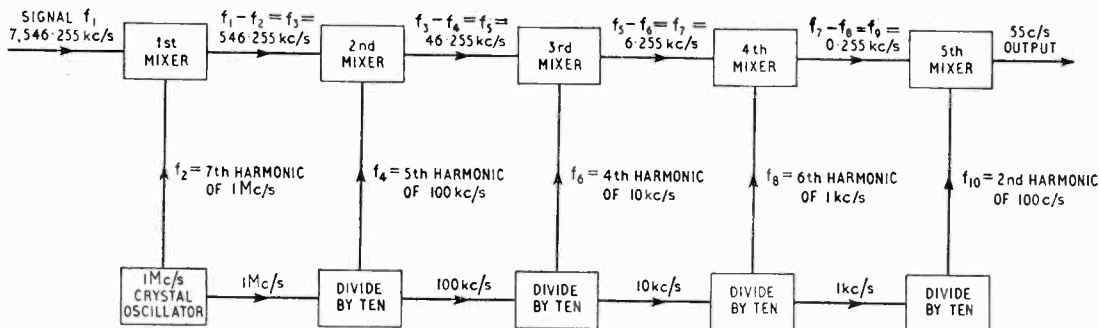 SIGNAL f1
7,546·255 kc/s
1st
MIXER
f1−f2 = f3 =
546·255 kc/s
2nd
MIXER
f3−f4 = f5 =
46·255 kc/s
3rd
MIXER
f5−f6 = f7 =
6·255 kc/s
4th
MIXER
f7−f8 = f9 =
0·255 kc/s
5th
MIXER
55c/s
OUTPUT
f2 = 7th HARMONIC
OF 1Mc/s
f4 = 5th HARMONIC
OF 100kc/s
f6 = 4th HARMONIC
OF 10kc/s
f8 = 6th HARMONIC
OF 1kc/s
f10 = 2nd HARMONIC
OF 100c/s
1Mc/s
CRYSTAL
OSCILLATOR
1Mc/s
DIVIDE
BY TEN
100kc/s
DIVIDE
BY TEN
10kc/s
DIVIDE
BY TEN
1kc/s
DIVIDE
BY TEN